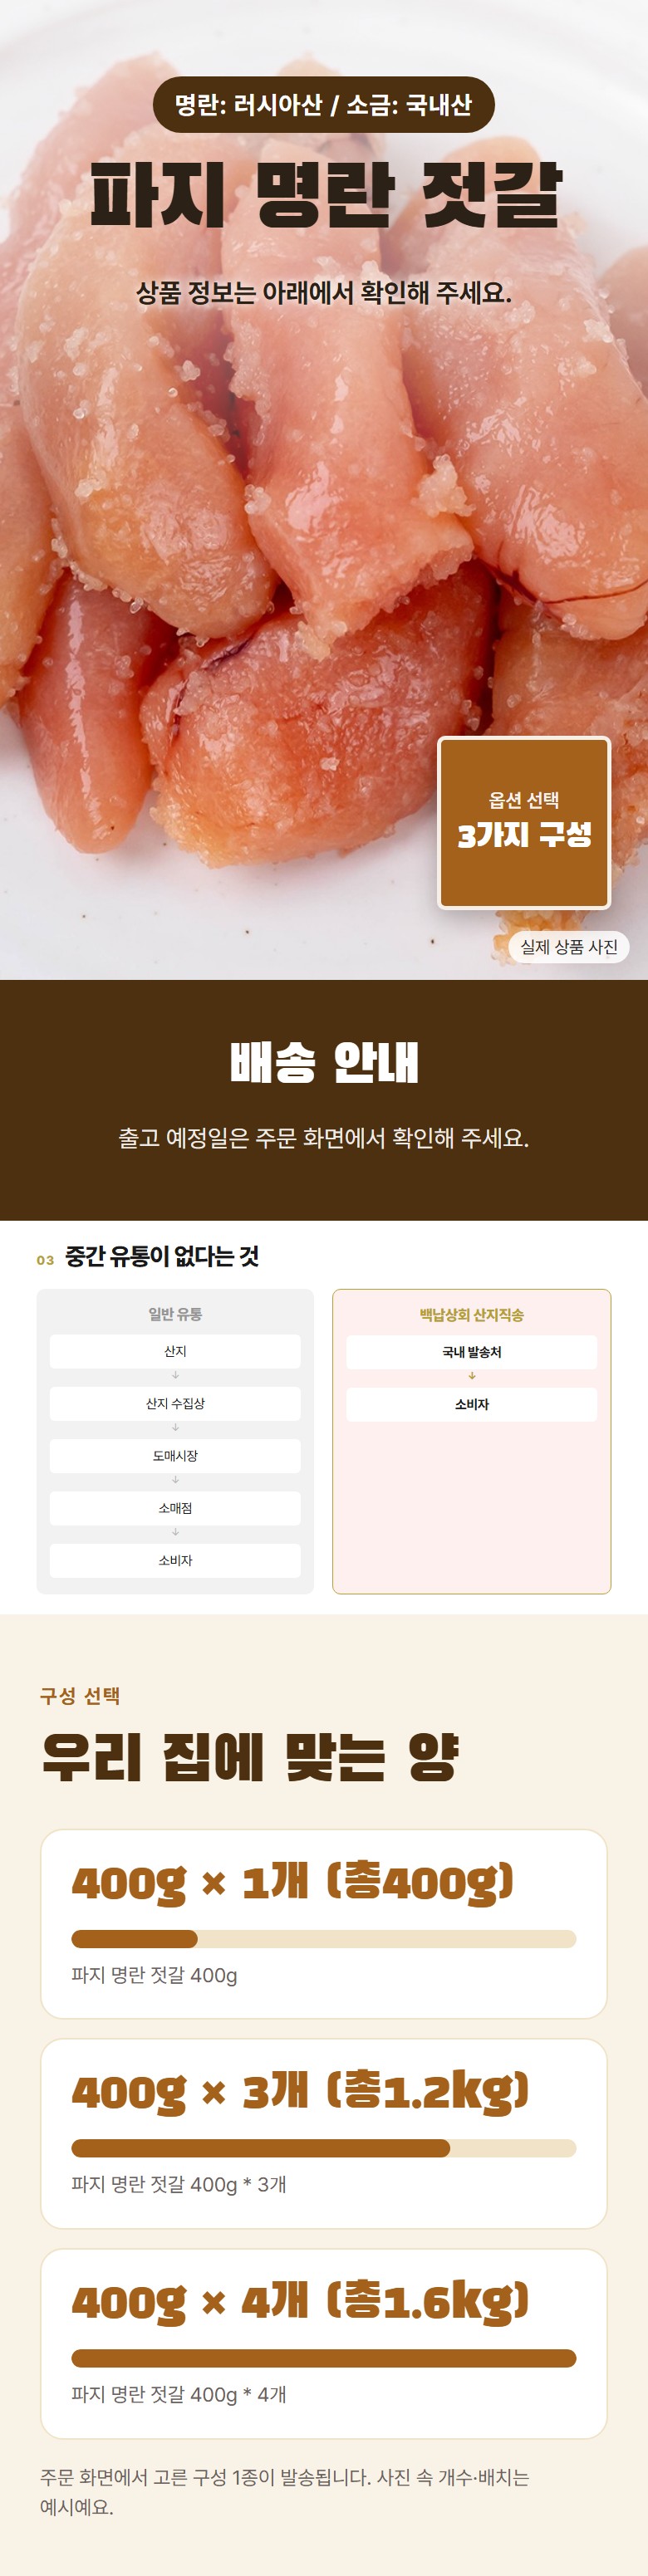 명란: 러시아산 / 소금: 국내산
파지 명란 젓갈
상품 정보는 아래에서 확인해 주세요.
옵션 선택
3가지 구성
실제 상품 사진
배송 안내
출고 예정일은 주문 화면에서 확인해 주세요.
03 중간 유통이 없다는 것
일반 유통
산지
↓
산지 수집상
↓
도매시장
↓
소매점
↓
소비자
백납상회 산지직송
국내 발송처
↓
소비자
구성 선택
우리 집에 맞는 양
400g × 1개 (총400g)
파지 명란 젓갈 400g
400g × 3개 (총1.2kg)
파지 명란 젓갈 400g * 3개
400g × 4개 (총1.6kg)
파지 명란 젓갈 400g * 4개
주문 화면에서 고른 구성 1종이 발송됩니다. 사진 속 개수·배치는
예시예요.